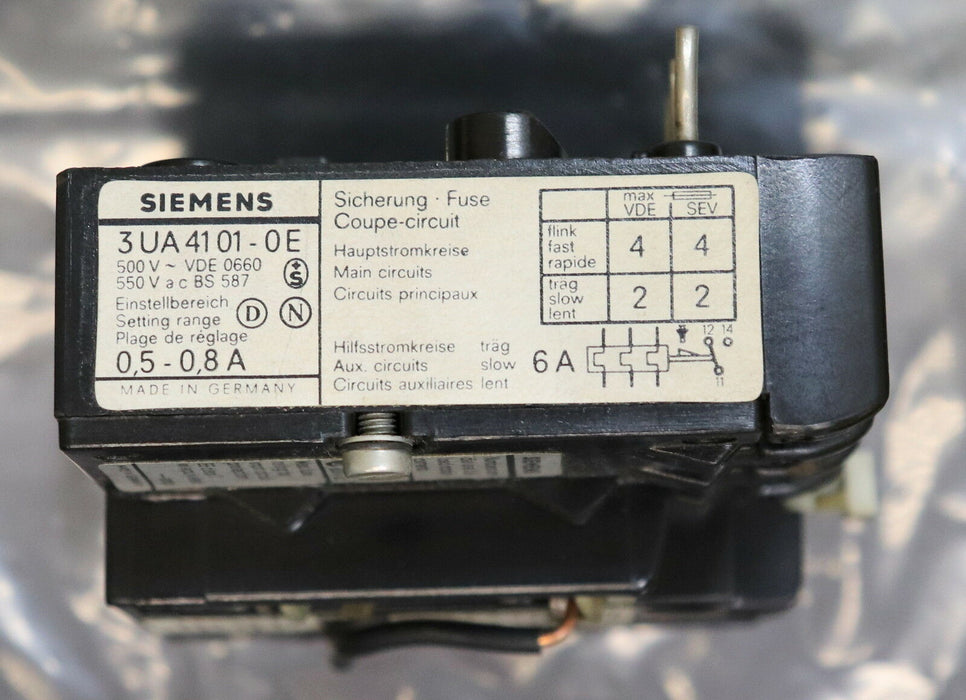 SIEMENS
3UA4101-0E
500 V ~ VDE 0660
550 V a c BS 587
+
S
Einstellbereich
Setting range D N
Plage de réglage
0,5-0,8 A
MADE IN GERMANY
Sicherung · Fuse
Coupe-circuit
Hauptstromkreise
Main circuits
Circuits principaux
max
VDE SEV
flink
fast
rapide
4 4
träg
slow
lent
2 2
Hilfsstromkreise träg
Aux. circuits slow 6 A
Circuits auxiliaires lent
12 14
11